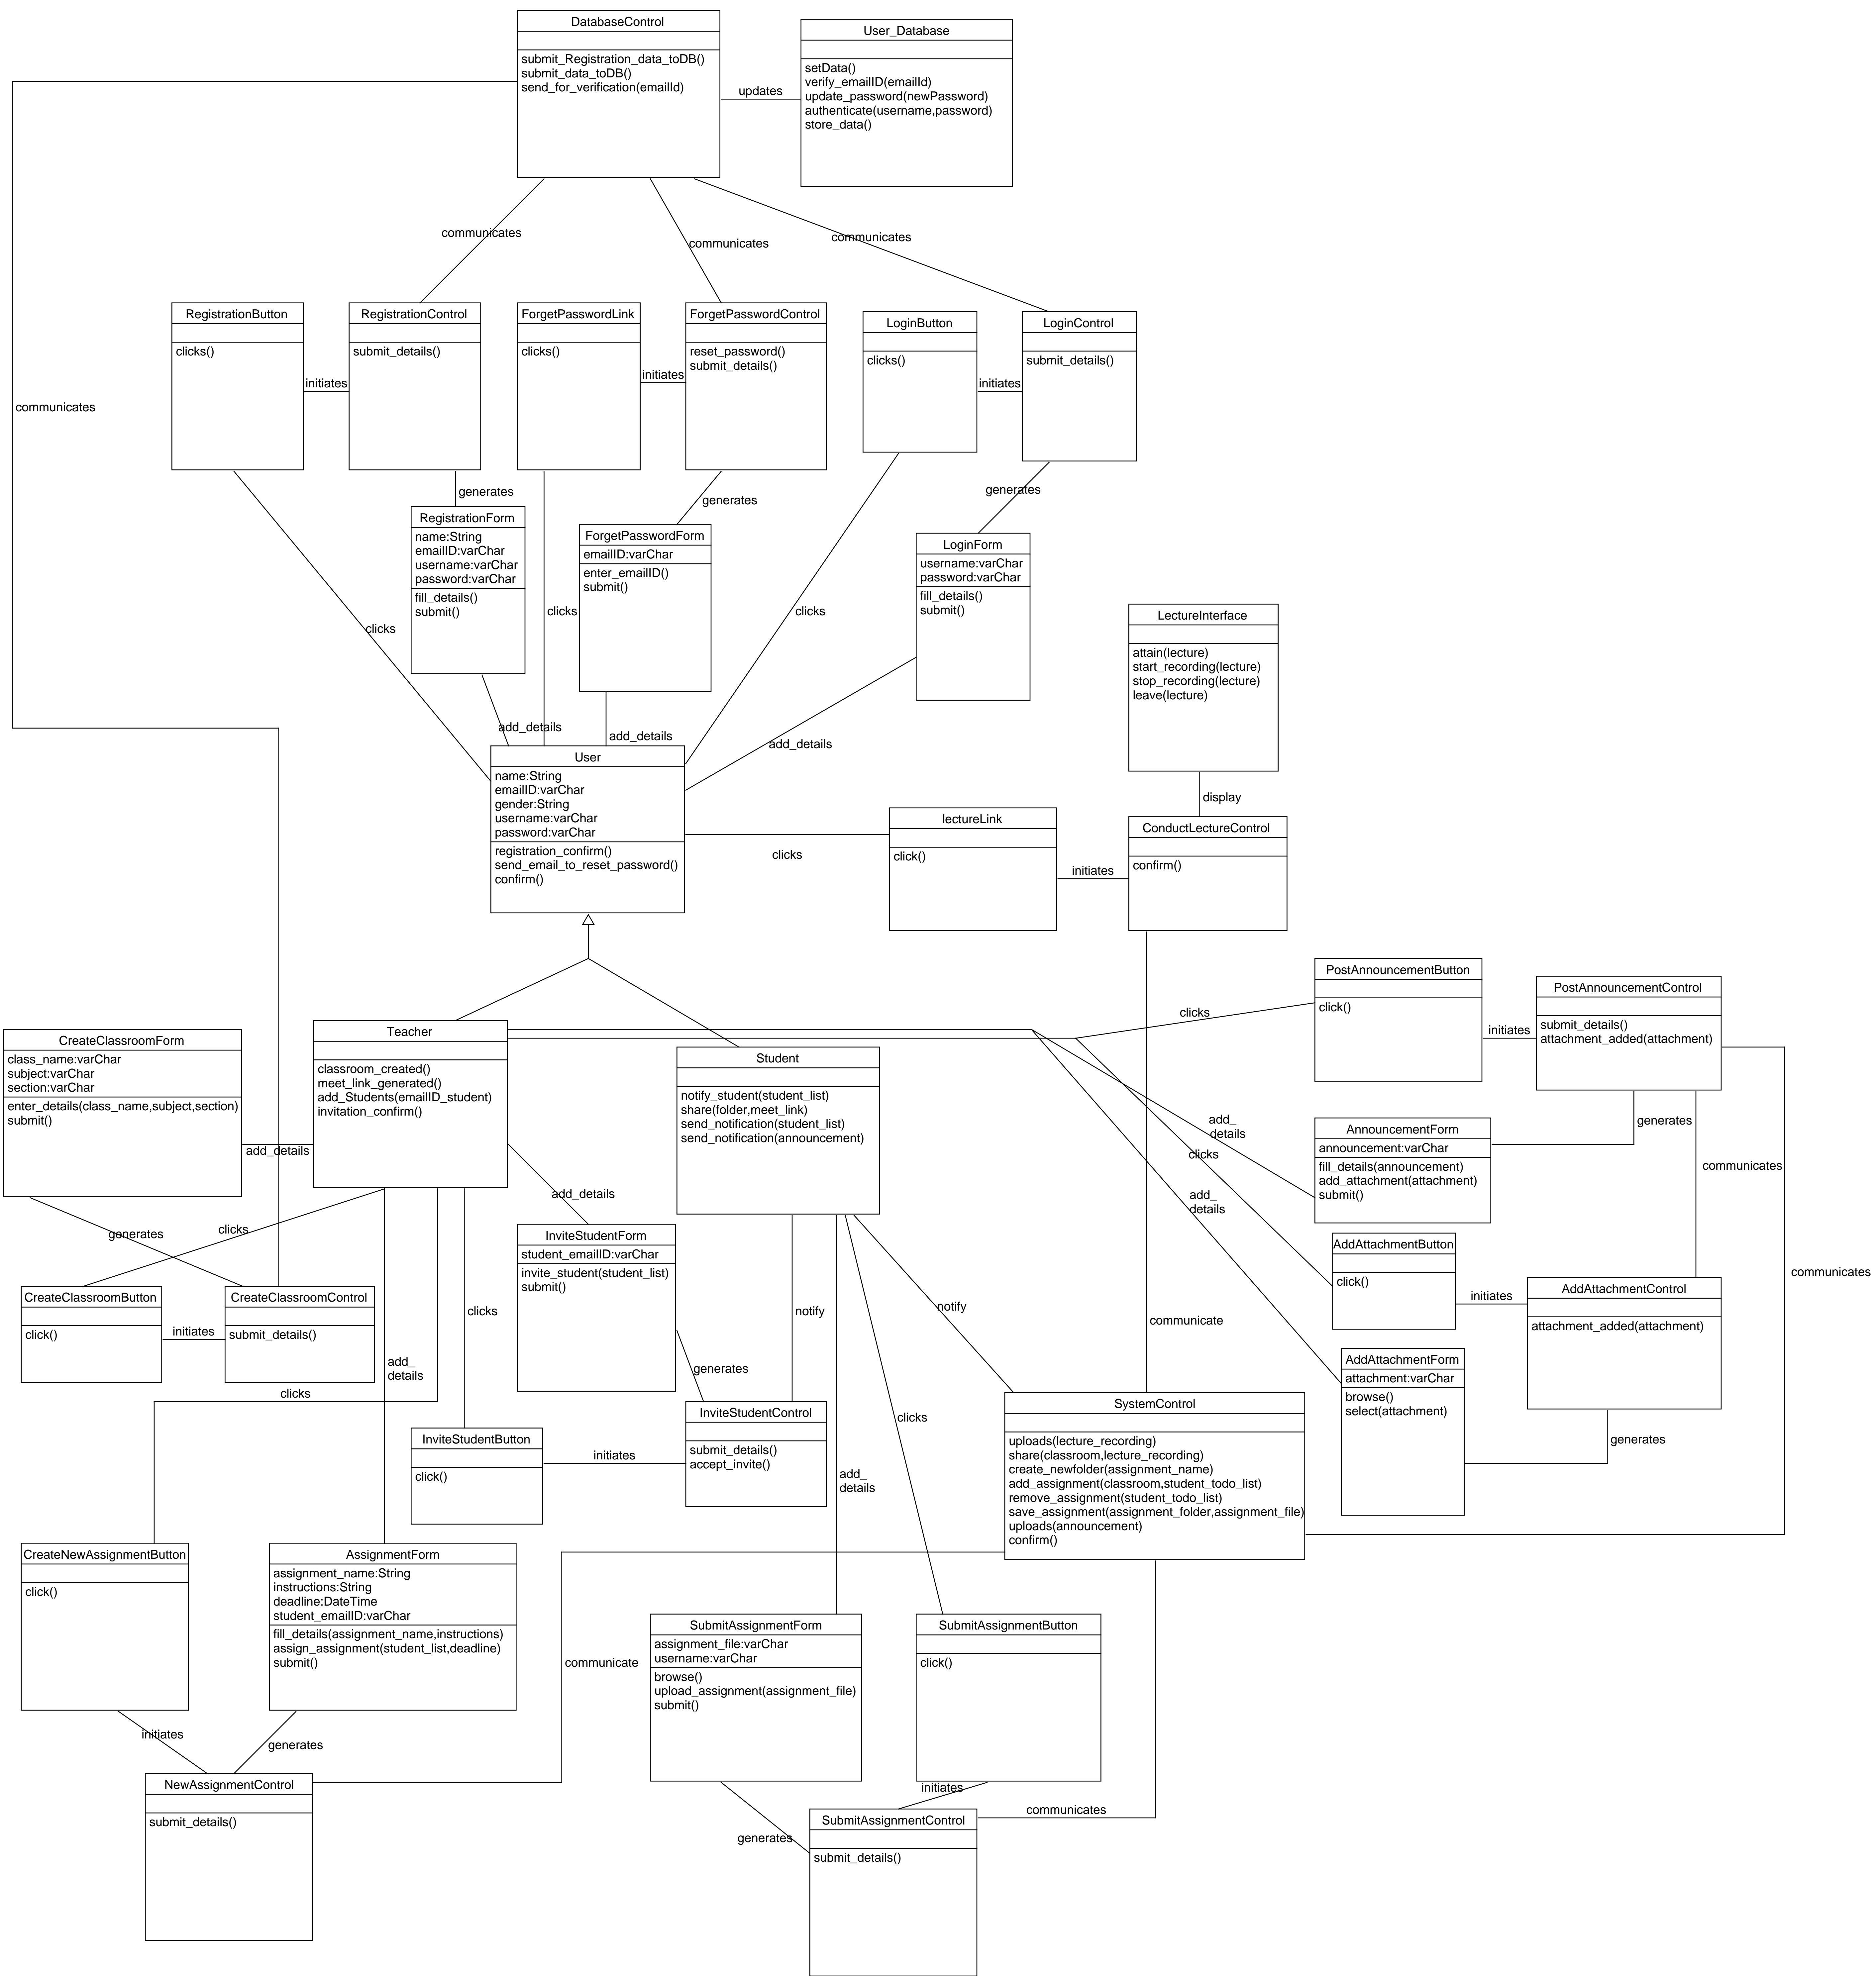 DatabaseControl
submit_Registration_data_toDB()
submit_data_toDB()
send_for_verification(emailId)
User_Database
setData()
verify_emailID(emailId)
update_password(newPassword)
authenticate(username,password)
store_data()
updates
communicates
communicates
communicates
communicates
RegistrationButton
clicks()
initiates
RegistrationControl
submit_details()
ForgetPasswordLink
clicks()
initiates
ForgetPasswordControl
reset_password()
submit_details()
LoginButton
clicks()
initiates
LoginControl
submit_details()
generates
generates
generates
RegistrationForm
name:String
emailID:varChar
username:varChar
password:varChar
fill_details()
submit()
ForgetPasswordForm
emailID:varChar
enter_emailID()
submit()
LoginForm
username:varChar
password:varChar
fill_details()
submit()
clicks
clicks
clicks
add_details
add_details
add_details
LectureInterface
attain(lecture)
start_recording(lecture)
stop_recording(lecture)
leave(lecture)
display
User
name:String
emailID:varChar
gender:String
username:varChar
password:varChar
registration_confirm()
send_email_to_reset_password()
confirm()
clicks
lectureLink
click()
initiates
ConductLectureControl
confirm()
PostAnnouncementButton
click()
clicks
initiates
PostAnnouncementControl
submit_details()
attachment_added(attachment)
CreateClassroomForm
class_name:varChar
subject:varChar
section:varChar
enter_details(class_name,subject,section)
submit()
add_details
Teacher
classroom_created()
meet_link_generated()
add_Students(emailID_student)
invitation_confirm()
Student
notify_student(student_list)
share(folder,meet_link)
send_notification(student_list)
send_notification(announcement)
add_
details
clicks
add_
details
AnnouncementForm
announcement:varChar
fill_details(announcement)
add_attachment(attachment)
submit()
generates
communicates
communicates
generates
clicks
add_details
InviteStudentForm
student_emailID:varChar
invite_student(student_list)
submit()
AddAttachmentButton
click()
initiates
AddAttachmentControl
attachment_added(attachment)
CreateClassroomButton
click()
initiates
CreateClassroomControl
submit_details()
clicks
notify
notify
communicate
add_
details
clicks
generates
AddAttachmentForm
attachment:varChar
browse()
select(attachment)
generates
InviteStudentButton
click()
initiates
InviteStudentControl
submit_details()
accept_invite()
clicks
add_
details
SystemControl
uploads(lecture_recording)
share(classroom,lecture_recording)
create_newfolder(assignment_name)
add_assignment(classroom,student_todo_list)
remove_assignment(student_todo_list)
save_assignment(assignment_folder,assignment_file)
uploads(announcement)
confirm()
CreateNewAssignmentButton
click()
AssignmentForm
assignment_name:String
instructions:String
deadline:DateTime
student_emailID:varChar
fill_details(assignment_name,instructions)
assign_assignment(student_list,deadline)
submit()
communicate
SubmitAssignmentForm
assignment_file:varChar
username:varChar
browse()
upload_assignment(assignment_file)
submit()
SubmitAssignmentButton
click()
initiates
generates
NewAssignmentControl
submit_details()
initiates
communicates
generates
SubmitAssignmentControl
submit_details()